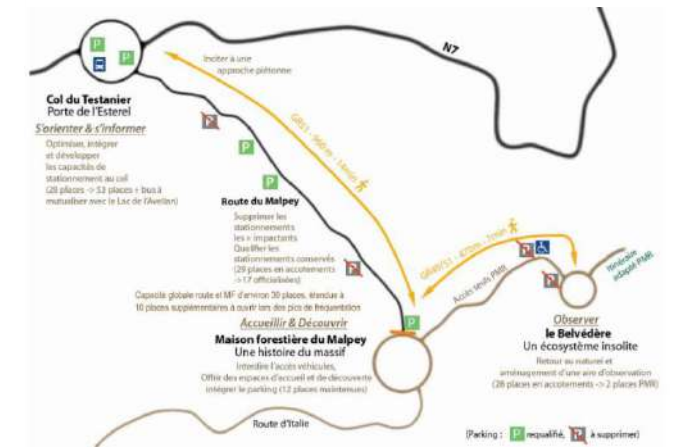 N7
Inciter à une
approche piétonne
Col du Testanier
Porte de l'Esterel
S'orienter & s'informer
Optimiser, intégrer
et développer
les capacités de
stationnement au col
(28 places -> 53 places + bus à
mutualiser avec le Lac de l'Avellan)
GR51 - 960m - 14min
Route du Malpey
Supprimer les
stationnements
les + impactants
Qualifier les
stationnements conservés
(29 places en accotements
-> 17 officialisées)
Capacité globale route et MF d'environ 30 places, étendue à
10 places supplémentaires à ouvrir lors des pics de fréquentation
Accueillir & Découvrir
Maison forestière du Malpey
Une histoire du massif
Interdire l'accès véhicules,
Offrir des espaces d'accueil et de découverte
intégrer le parking (12 places maintenues)
Route d'Italie
470m - 7min
Accès seuls PMR
Itinéraire
adapté PMR
Observer
le Belvédère
Un écosystème insolite
Retour au naturel et
aménagement d'une aire d'observation
(28 places en accotements -> 2 places PMR)
(Parking : P requalifié, P à supprimer)